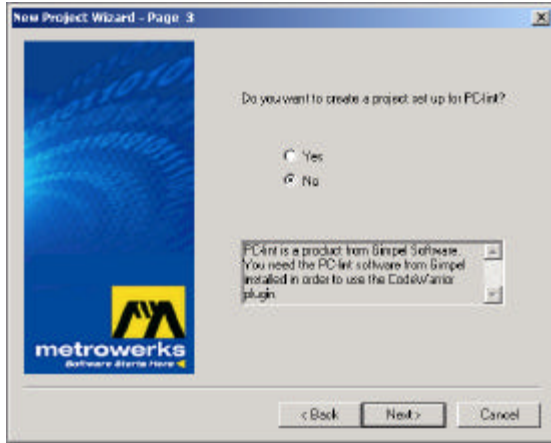 New Project Wizard - Page 3
Do you want to create a project set up for PC-lint?
Yes
No
PC-lint is a product from Gimpel Software.
You need the PC-lint software from Gimpel
installed in order to use the CodeWarrior
plugin.
metrowerks
Software Starts Here
< Back Next > Cancel